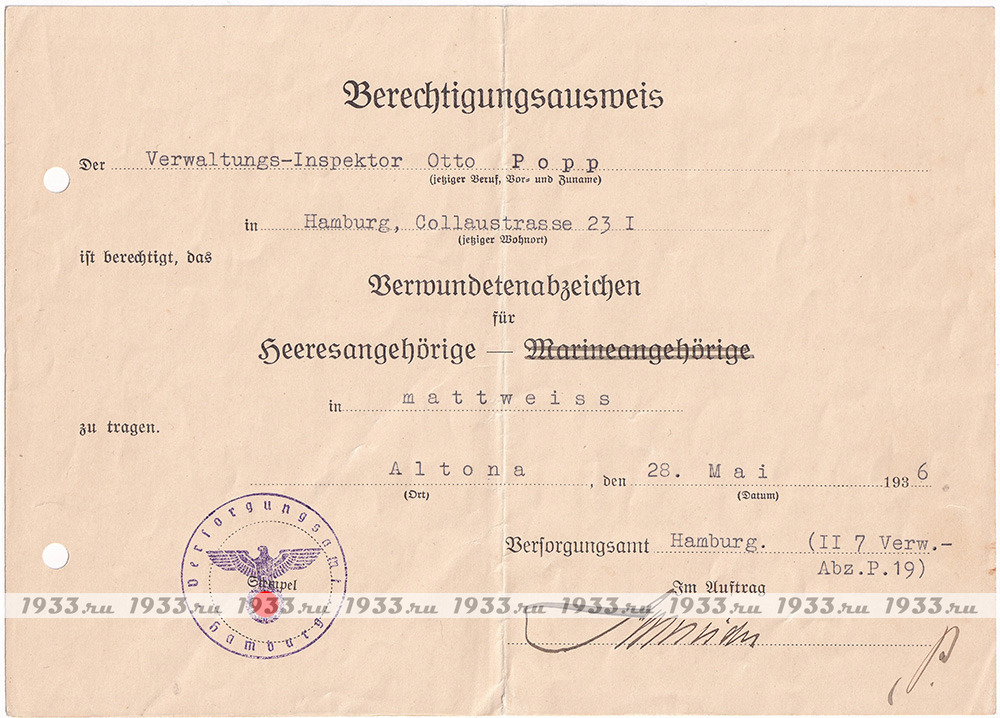 Berechtigungsausweis
Der Verwaltungs-Inspektor Otto Popp
(jetziger Beruf, Vor- und Zuname)
in Hamburg, Collaustrasse 23 I
(jetziger Wohnort)
ist berechtigt, das
Verwundetenabzeichen
für
Heeresangehörige — Marineangehörige
in mattweiss
zu tragen.
Altona, den 28. Mai 1936
(Ort) (Datum)
Versorgungsamt Hamburg. (II 7 Verw.-
Abz.P.19)
Im Auftrag
Versorgungsamt
Stempel
Hamburg
1933.ru 1933.ru 1933.ru 1933.ru 1933.ru 1933.ru 1933.ru 1933.ru 1933.ru
P.